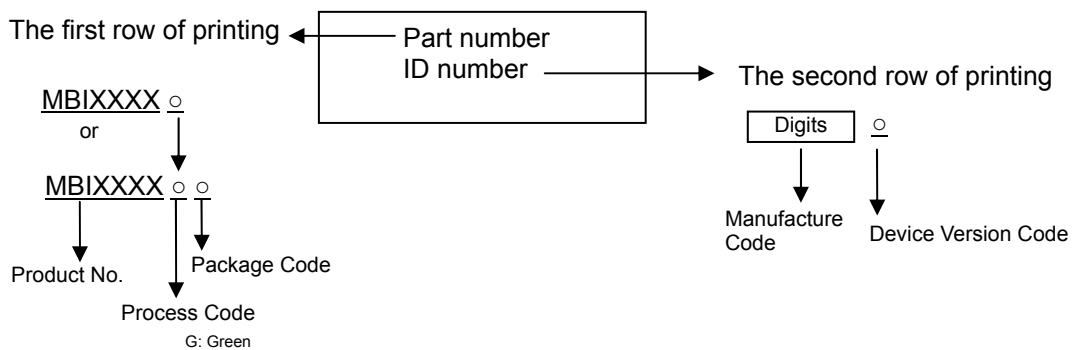 The first row of printing
Part number
ID number
The second row of printing
MBIXXXX ○
or
MBIXXXX ○ ○
Product No.
Package Code
Process Code
G: Green
Digits ○
Manufacture
Code
Device Version Code